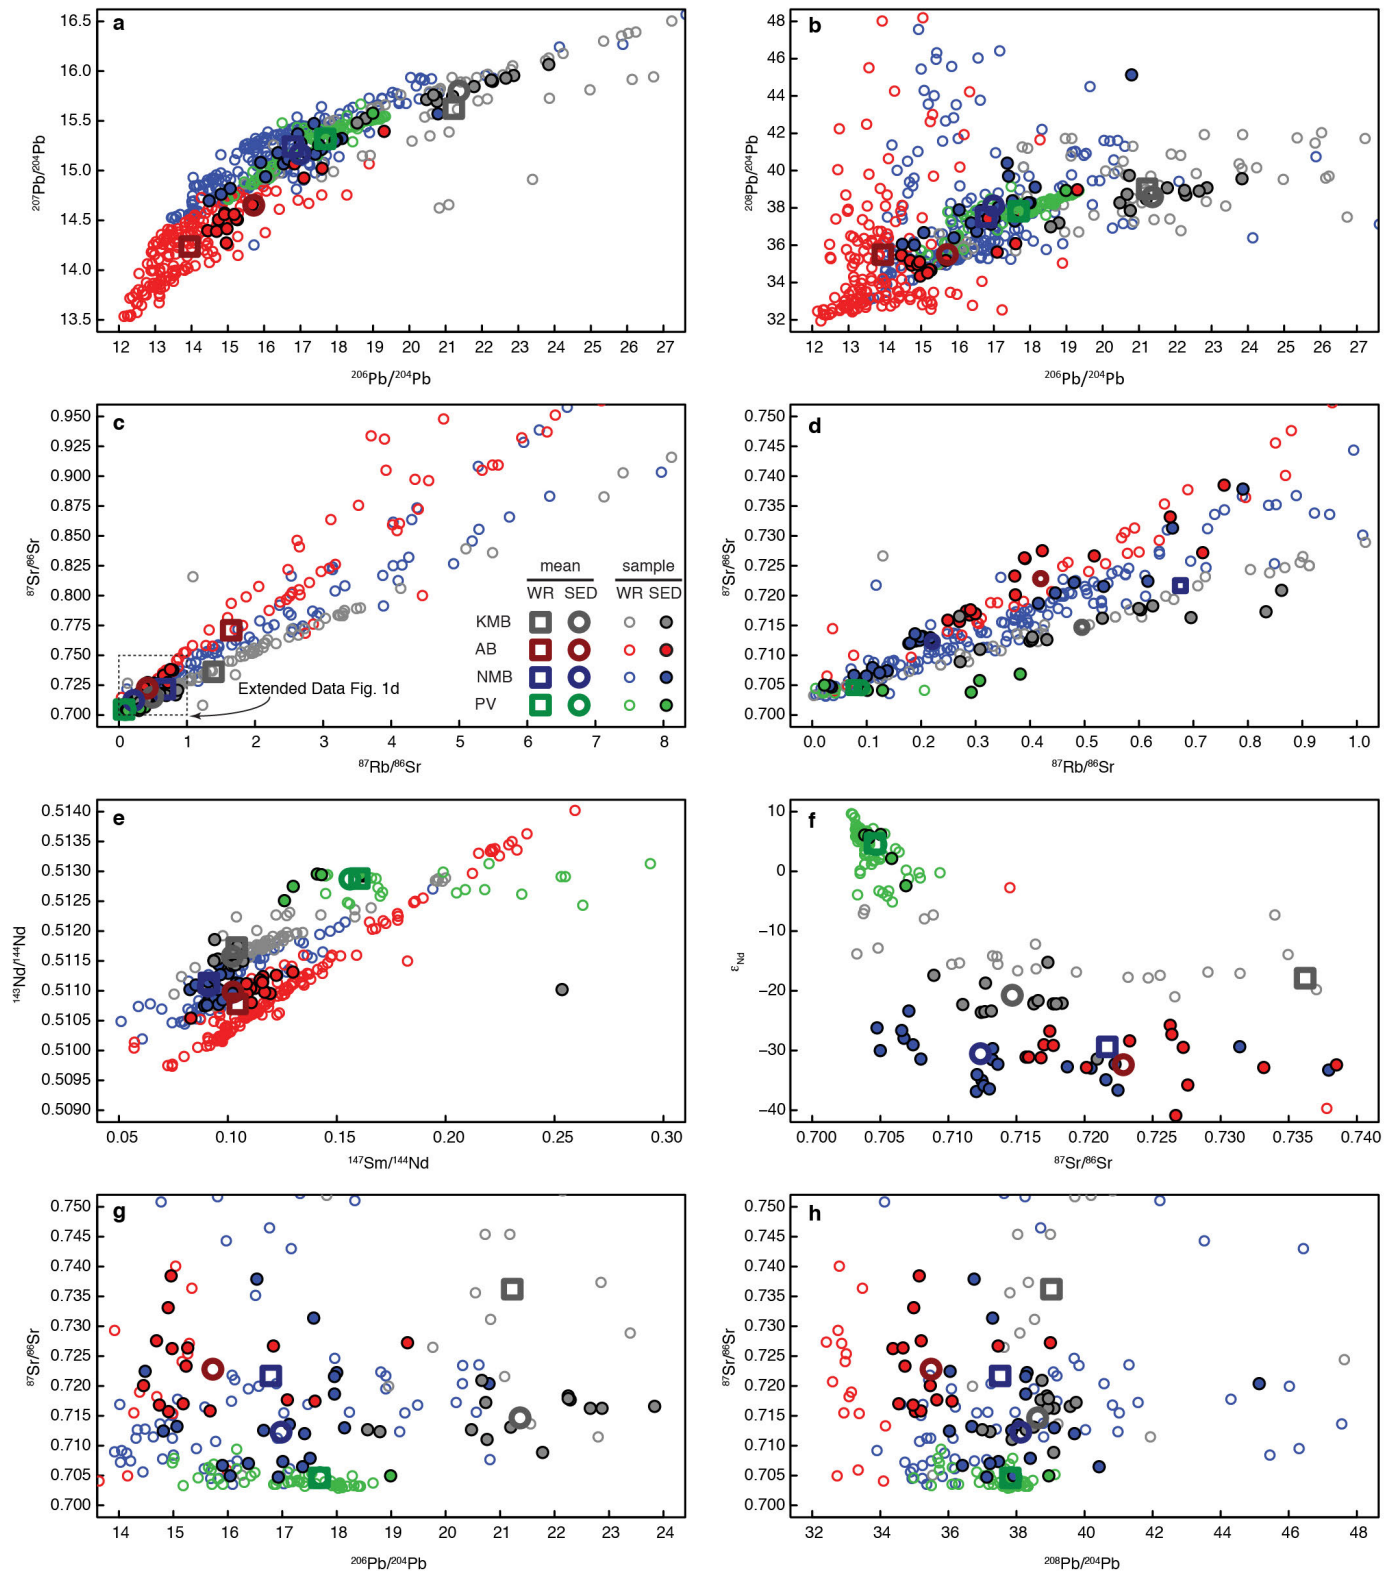 a
16.5
16.0
15.5
15.0
14.5
14.0
13.5
²⁰⁷Pb/²⁰⁴Pb
12 13 14 15 16 17 18 19 20 21 22 23 24 25 26 27
²⁰⁶Pb/²⁰⁴Pb
b
48
46
44
42
40
38
36
34
32
²⁰⁸Pb/²⁰⁴Pb
12 13 14 15 16 17 18 19 20 21 22 23 24 25 26 27
²⁰⁶Pb/²⁰⁴Pb
c
0.950
0.925
0.900
0.875
0.850
0.825
0.800
0.775
0.750
0.725
0.700
⁸⁷Sr/⁸⁶Sr
mean sample
WR SED WR SED
KMB
AB
NMB
PV
Extended Data Fig. 1d
0 1 2 3 4 5 6 7 8
⁸⁷Rb/⁸⁶Sr
d
0.750
0.745
0.740
0.735
0.730
0.725
0.720
0.715
0.710
0.705
0.700
⁸⁷Sr/⁸⁶Sr
0.0 0.1 0.2 0.3 0.4 0.5 0.6 0.7 0.8 0.9 1.0
⁸⁷Rb/⁸⁶Sr
e
0.5140
0.5135
0.5130
0.5125
0.5120
0.5115
0.5110
0.5105
0.5100
0.5095
0.5090
¹⁴³Nd/¹⁴⁴Nd
0.05 0.10 0.15 0.20 0.25 0.30
¹⁴⁷Sm/¹⁴⁴Nd
f
10
0
−10
−20
−30
−40
εNd
0.700 0.705 0.710 0.715 0.720 0.725 0.730 0.735 0.740
⁸⁷Sr/⁸⁶Sr
g
0.750
0.745
0.740
0.735
0.730
0.725
0.720
0.715
0.710
0.705
0.700
⁸⁷Sr/⁸⁶Sr
14 15 16 17 18 19 20 21 22 23 24
²⁰⁶Pb/²⁰⁴Pb
h
0.750
0.745
0.740
0.735
0.730
0.725
0.720
0.715
0.710
0.705
0.700
⁸⁷Sr/⁸⁶Sr
32 34 36 38 40 42 44 46 48
²⁰⁸Pb/²⁰⁴Pb